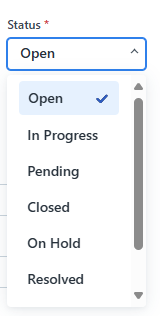 Status *
Open
Open
In Progress
Pending
Closed
On Hold
Resolved